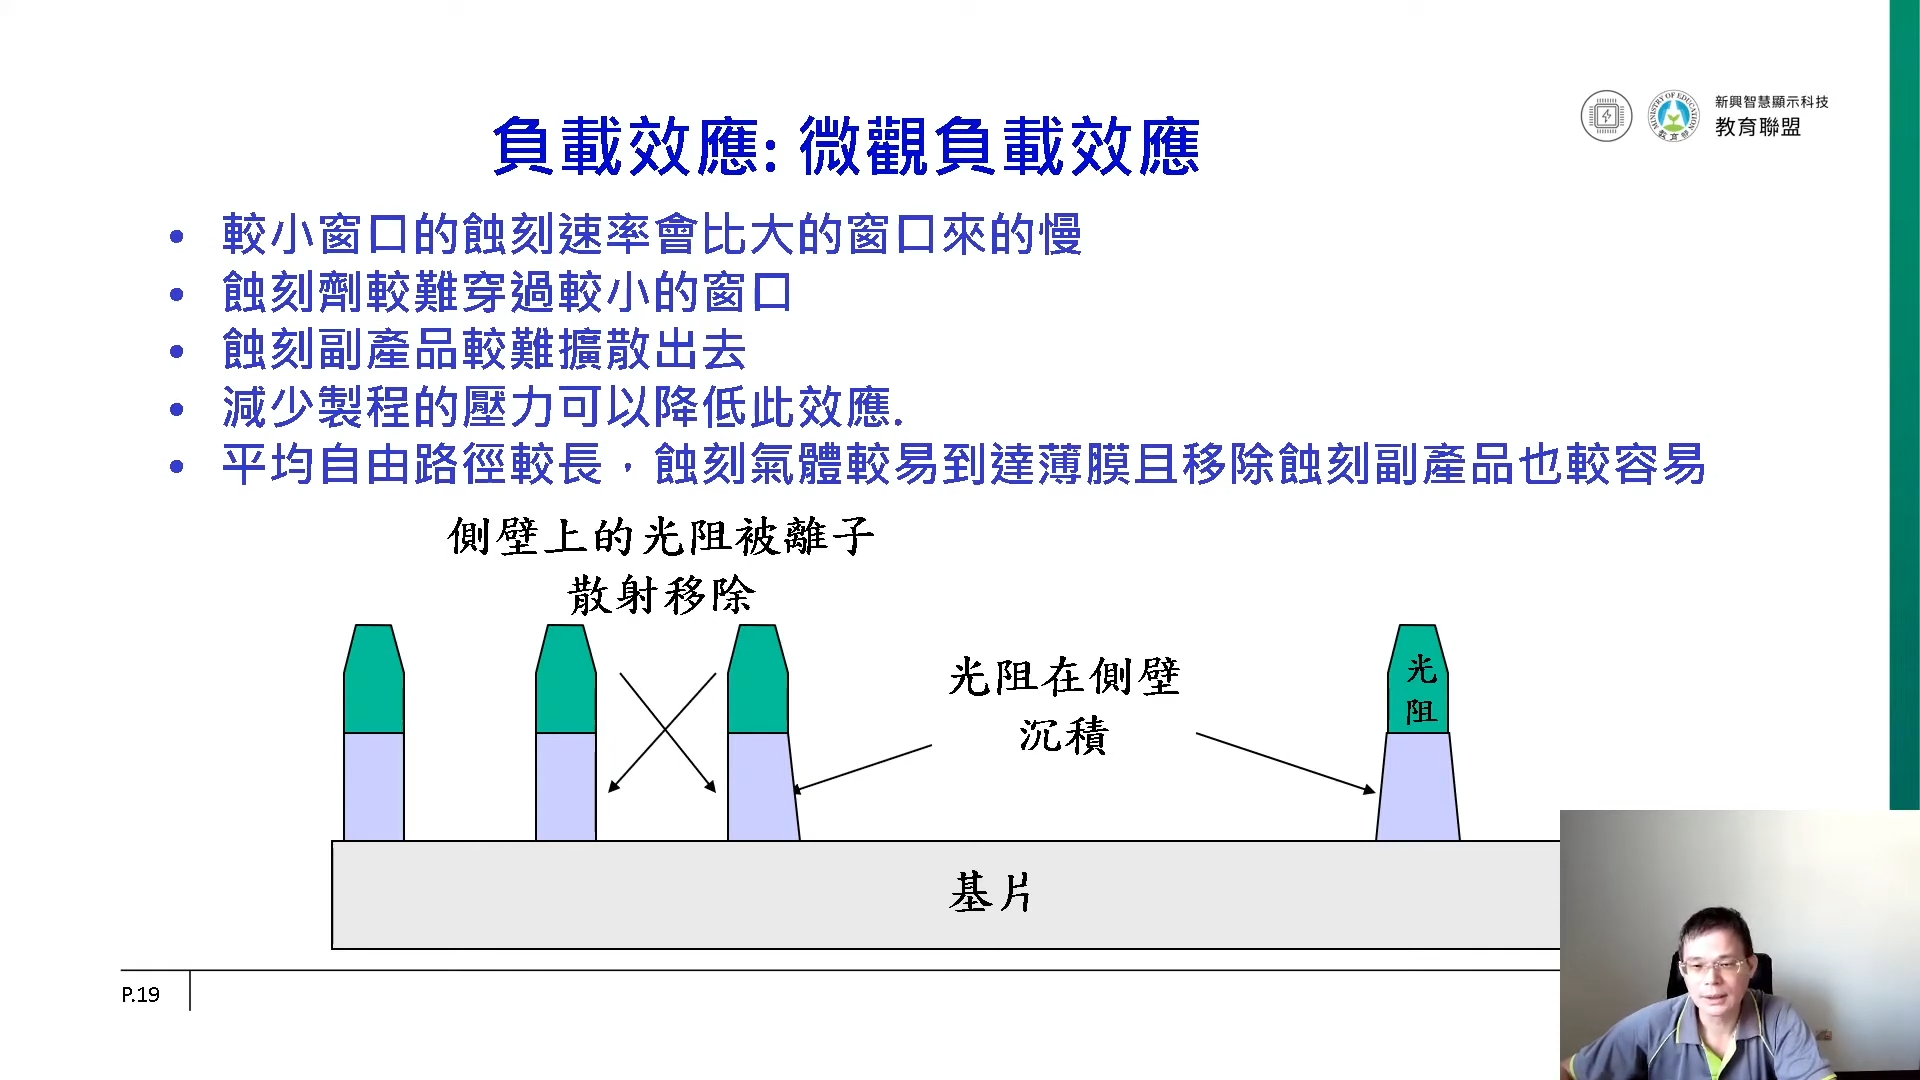 新興智慧顯示科技
教育聯盟
負載效應: 微觀負載效應
• 較小窗口的蝕刻速率會比大的窗口來的慢
• 蝕刻劑較難穿過較小的窗口
• 蝕刻副產品較難擴散出去
• 減少製程的壓力可以降低此效應.
• 平均自由路徑較長，蝕刻氣體較易到達薄膜且移除蝕刻副產品也較容易
側壁上的光阻被離子
散射移除
光阻在側壁
沉積
光
阻
基片
P.19